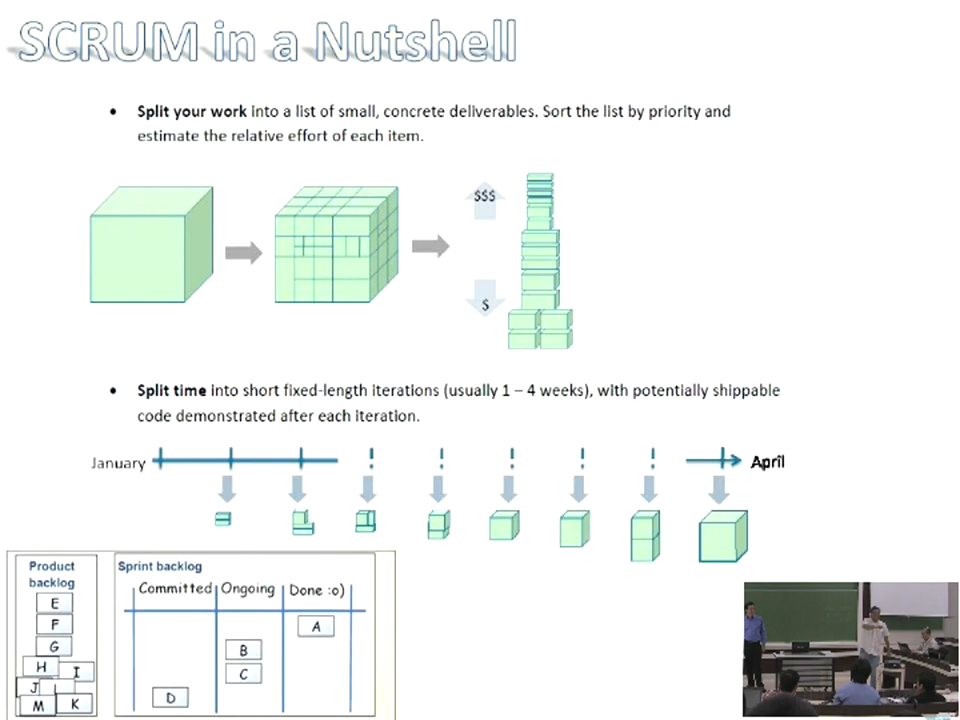 SCRUM in a Nutshell
• Split your work into a list of small, concrete deliverables. Sort the list by priority and
estimate the relative effort of each item.
$$$
$
• Split time into short fixed-length iterations (usually 1 – 4 weeks), with potentially shippable
code demonstrated after each iteration.
January
April
Product
backlog
E
F
G
H
I
J
L
M
K
Sprint backlog
Committed Ongoing Done :o)
A
B
C
D